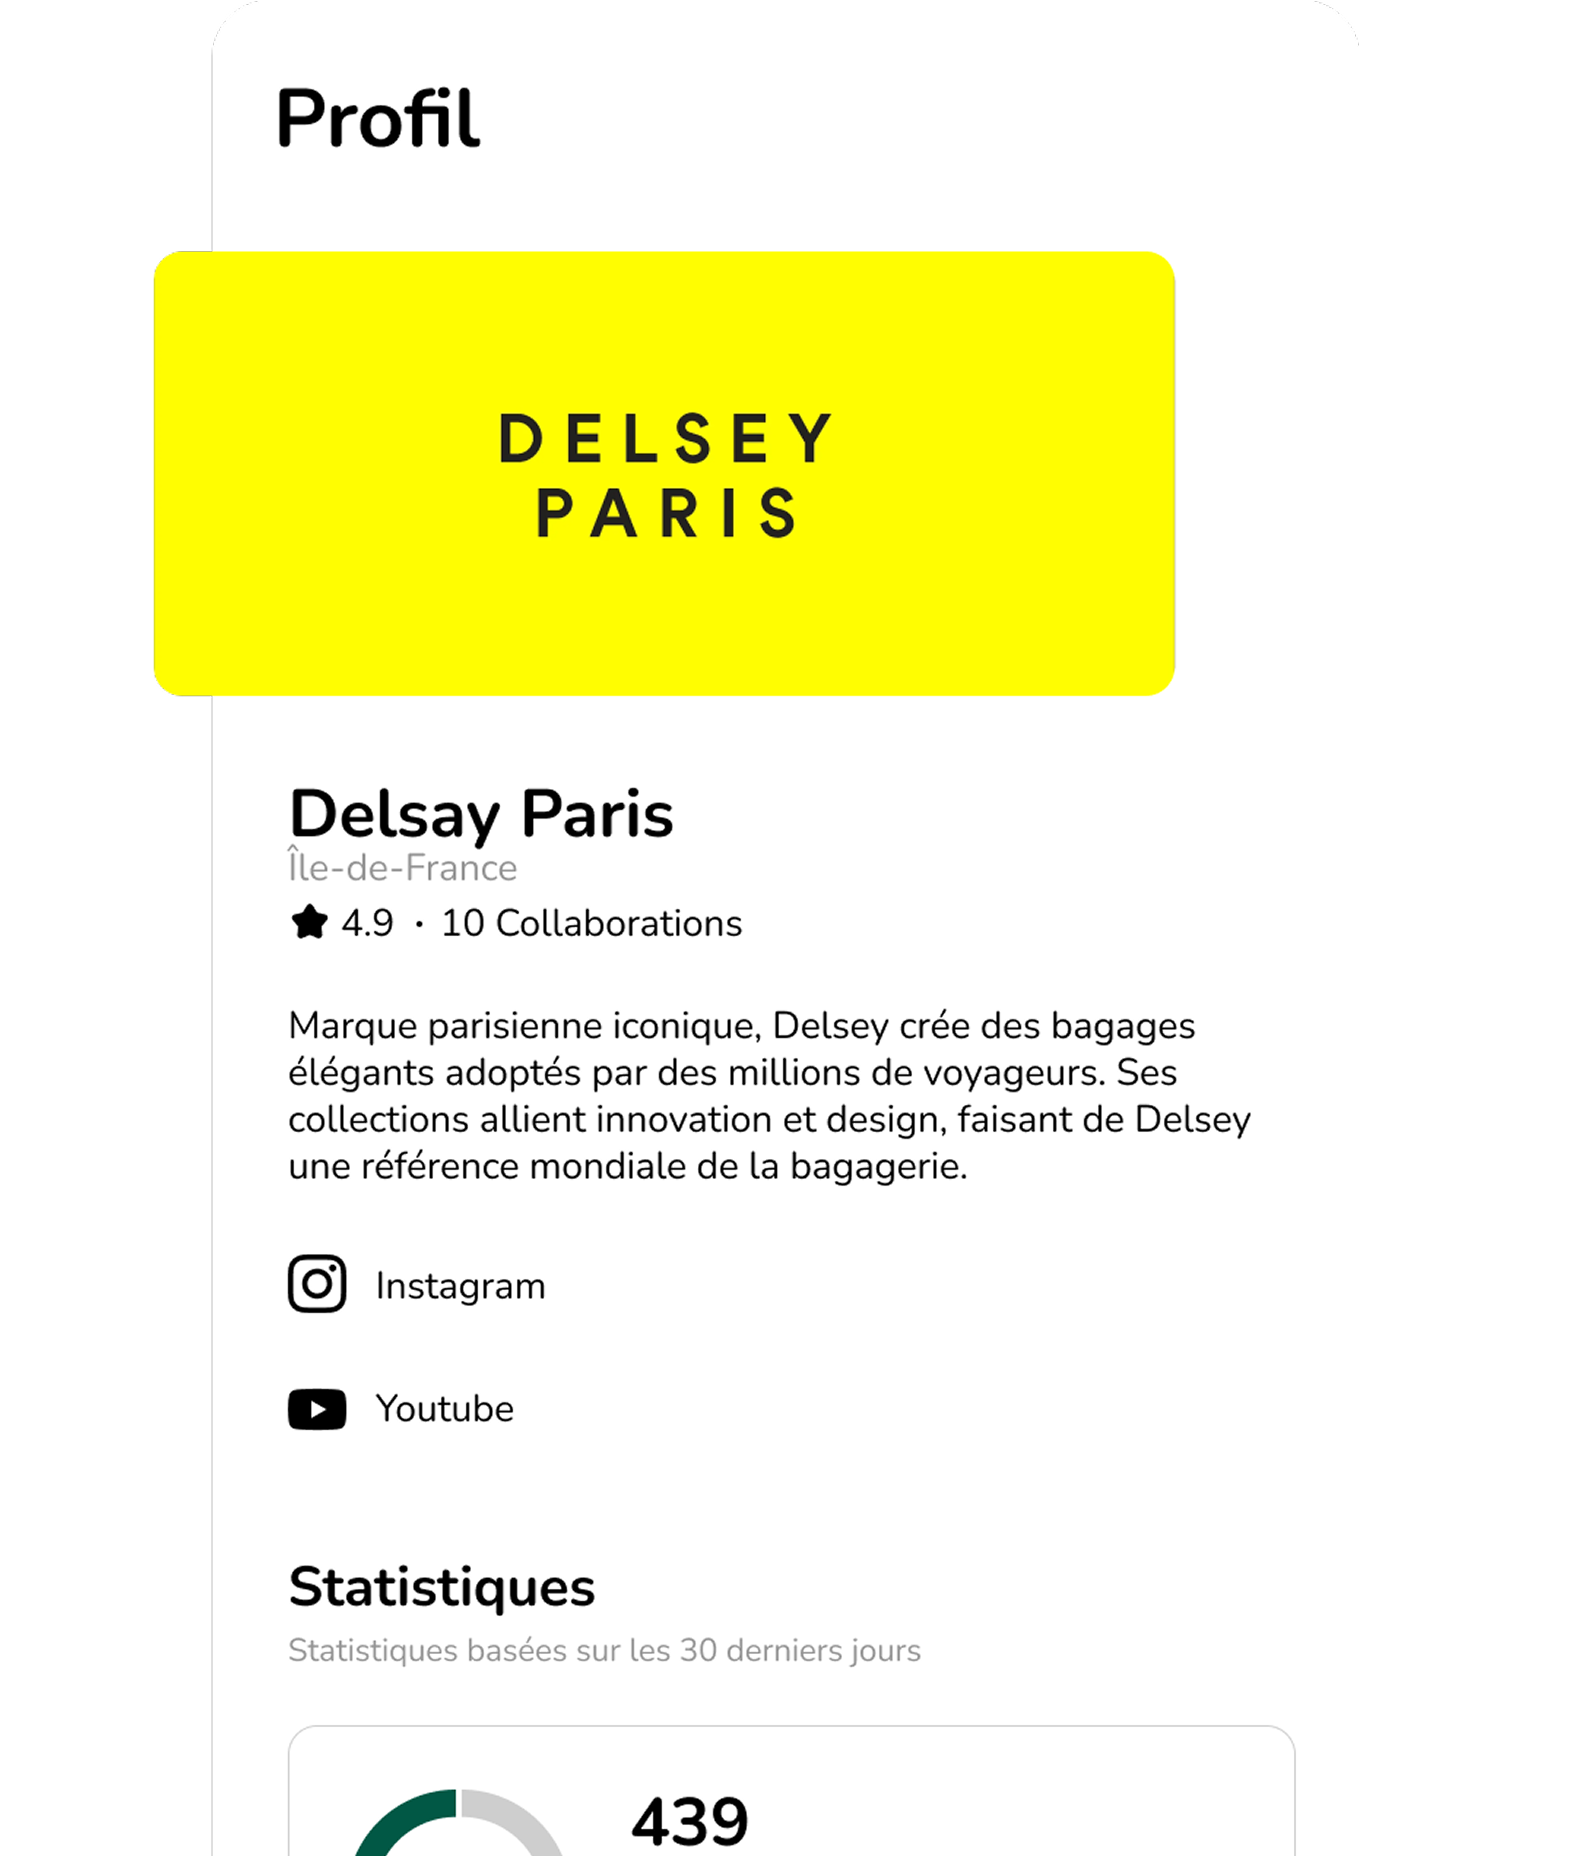 Profil
DELSEY
PARIS
Delsay Paris
Île-de-France
4.9 · 10 Collaborations
Marque parisienne iconique, Delsey crée des bagages
élégants adoptés par des millions de voyageurs. Ses
collections allient innovation et design, faisant de Delsey
une référence mondiale de la bagagerie.
Instagram
Youtube
Statistiques
Statistiques basées sur les 30 derniers jours
439